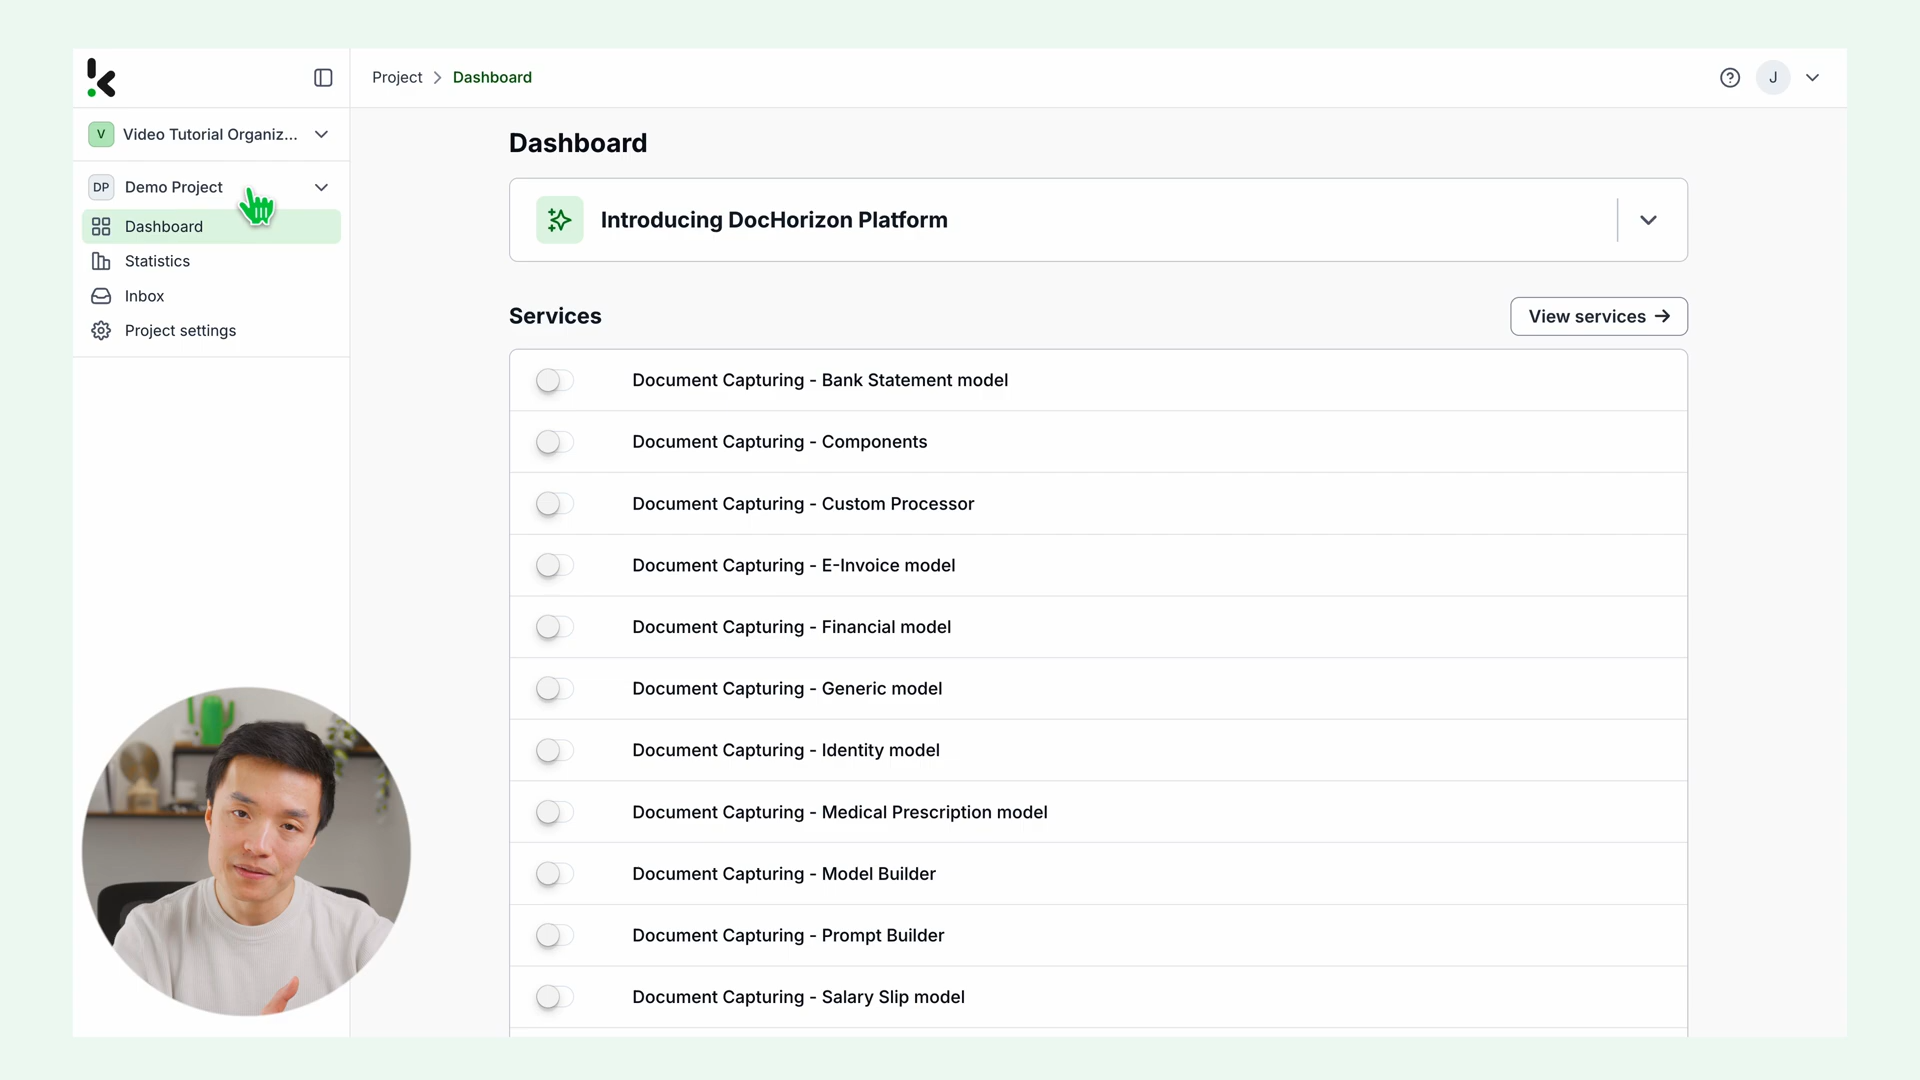 Project > Dashboard
J
V Video Tutorial Organiz...
DP Demo Project
Dashboard
Statistics
Inbox
Project settings
Dashboard
Introducing DocHorizon Platform
Services
View services →
Document Capturing - Bank Statement model
Document Capturing - Components
Document Capturing - Custom Processor
Document Capturing - E-Invoice model
Document Capturing - Financial model
Document Capturing - Generic model
Document Capturing - Identity model
Document Capturing - Medical Prescription model
Document Capturing - Model Builder
Document Capturing - Prompt Builder
Document Capturing - Salary Slip model